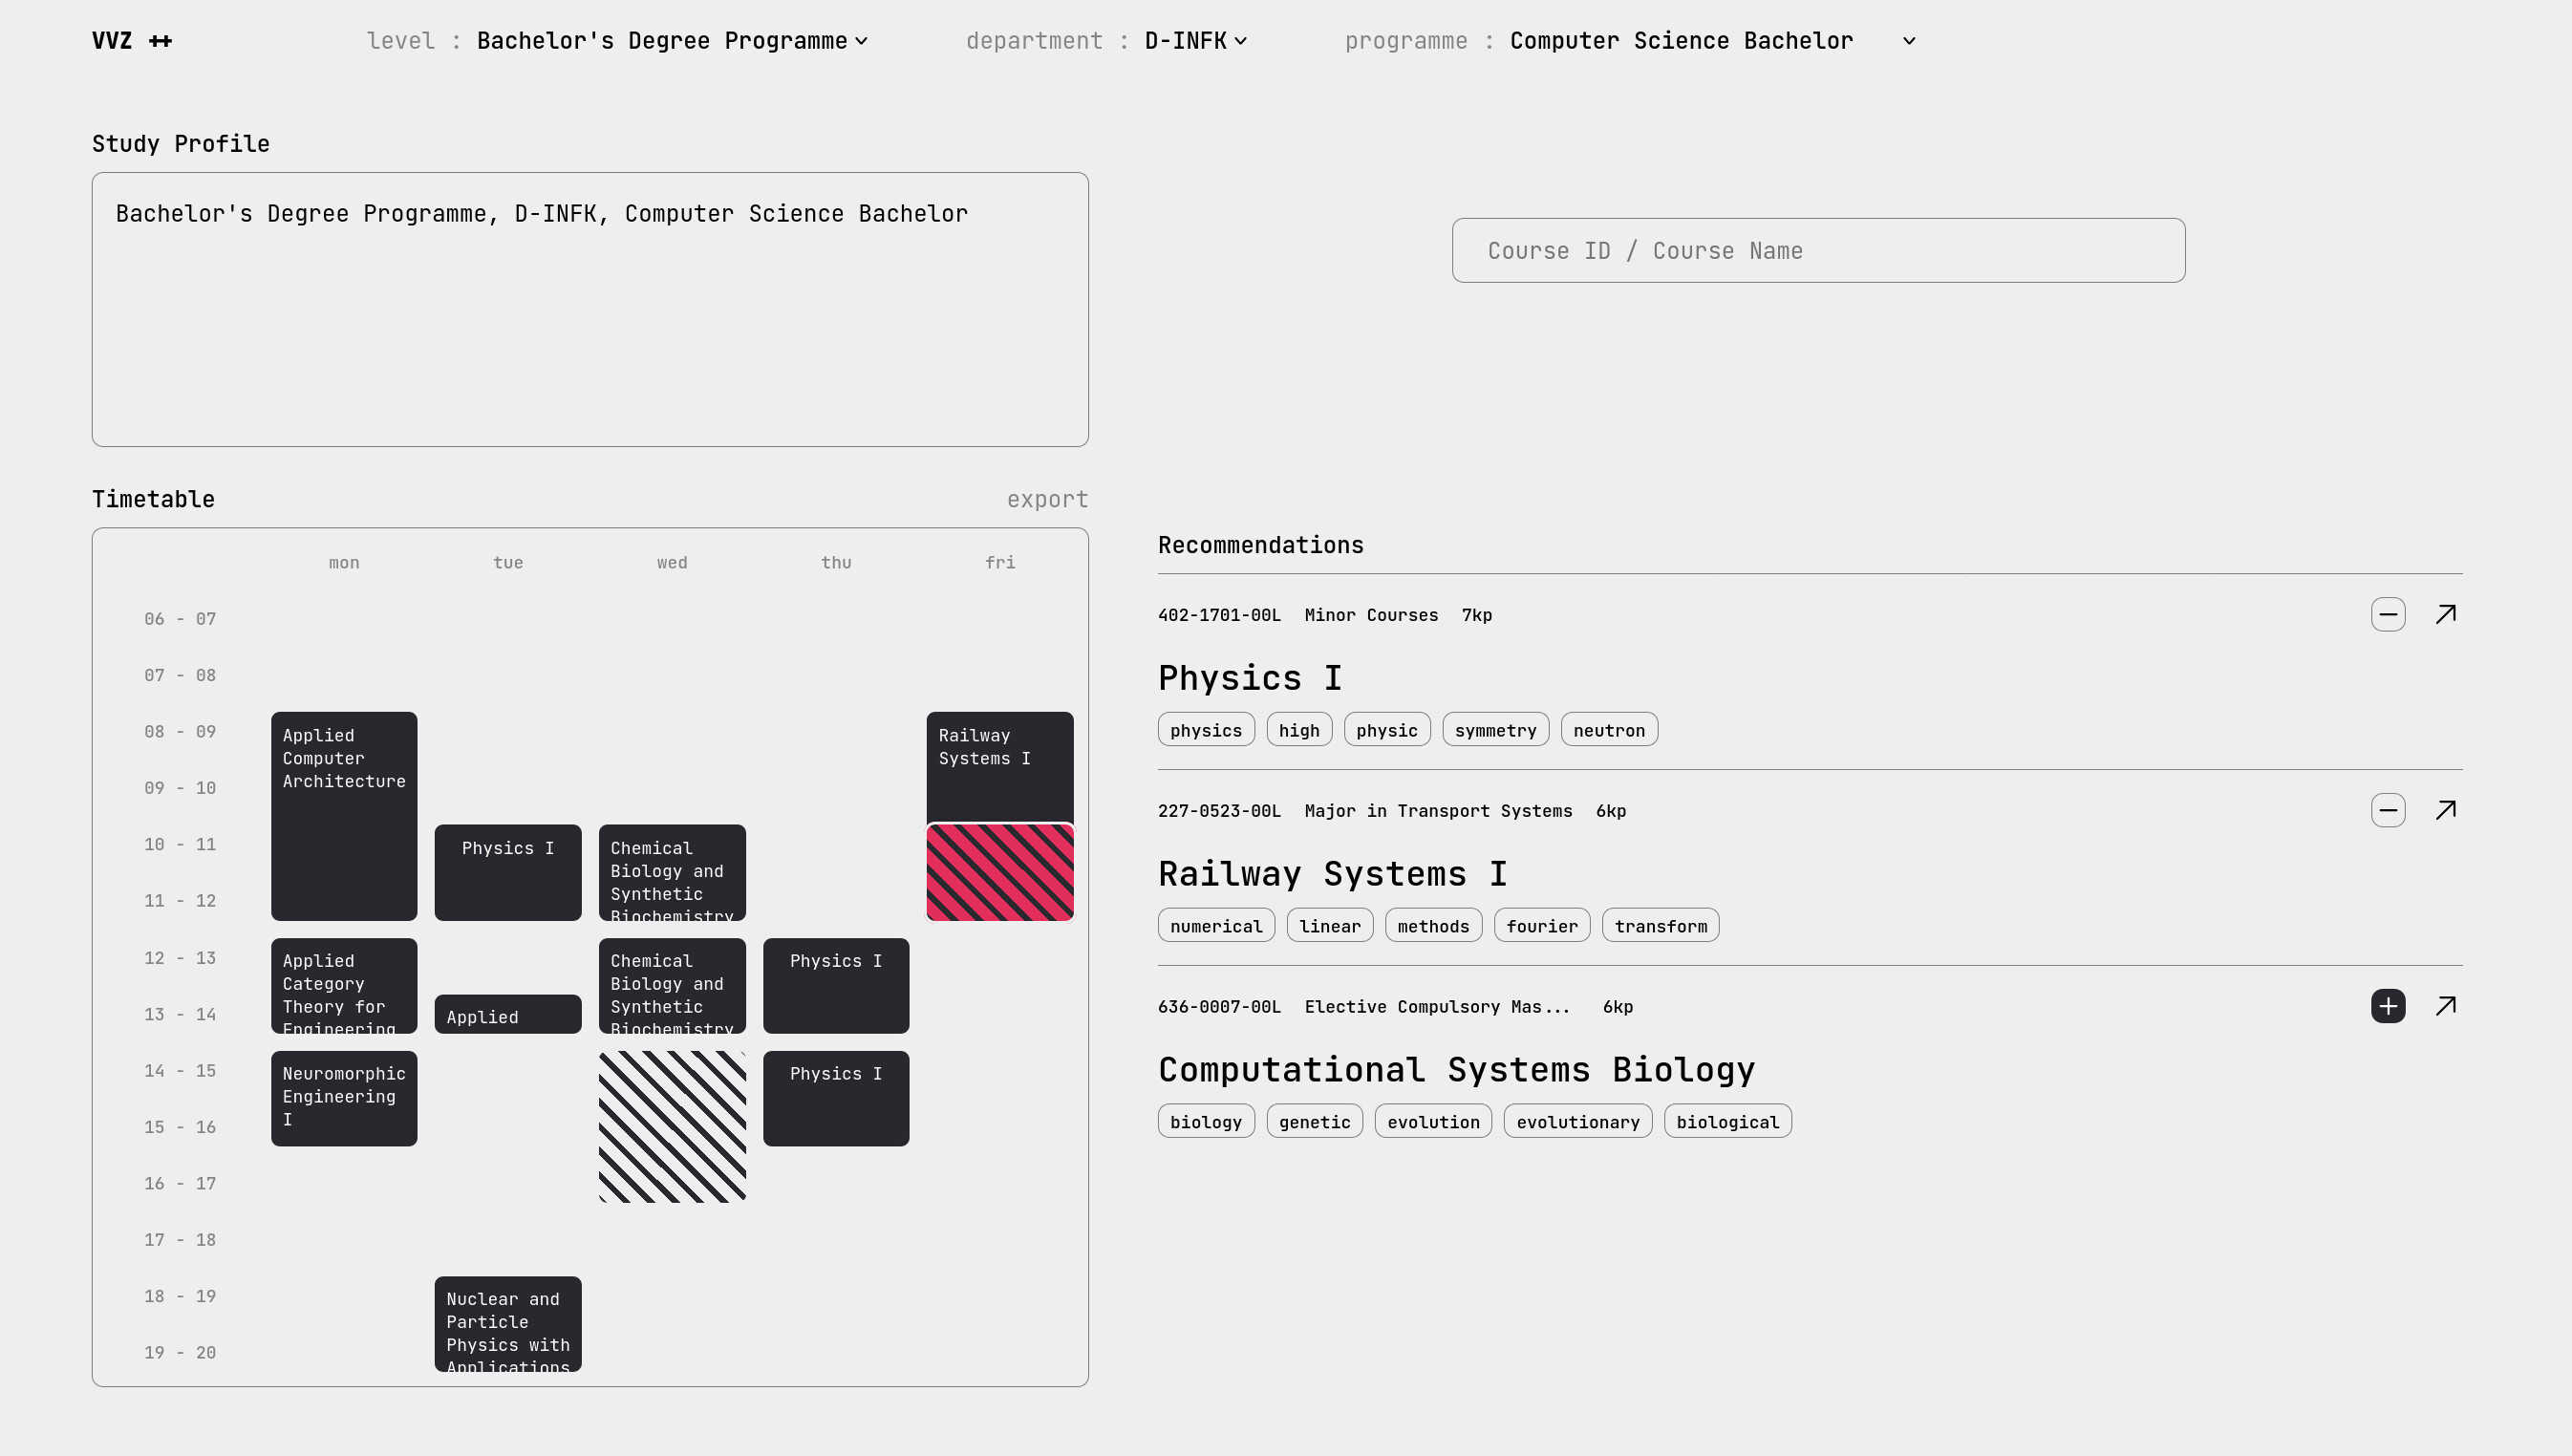 VVZ ++
level : Bachelor's Degree Programme
department : D-INFK
programme : Computer Science Bachelor
Study Profile
Bachelor's Degree Programme, D-INFK, Computer Science Bachelor
Course ID / Course Name
Timetable
export
mon tue wed thu fri
06 - 07
07 - 08
08 - 09
09 - 10
10 - 11
11 - 12
12 - 13
13 - 14
14 - 15
15 - 16
16 - 17
17 - 18
18 - 19
19 - 20
Applied
Computer
Architecture
Applied
Category
Theory for
Engineering
Neuromorphic
Engineering
I
Physics I
Applied
Nuclear and
Particle
Physics with
Applications
Chemical
Biology and
Synthetic
Biochemistry
Chemical
Biology and
Synthetic
Biochemistry
Physics I
Physics I
Railway
Systems I
Recommendations
402-1701-00L Minor Courses 7kp
Physics I
physics high physic symmetry neutron
227-0523-00L Major in Transport Systems 6kp
Railway Systems I
numerical linear methods fourier transform
636-0007-00L Elective Compulsory Mas... 6kp
Computational Systems Biology
biology genetic evolution evolutionary biological